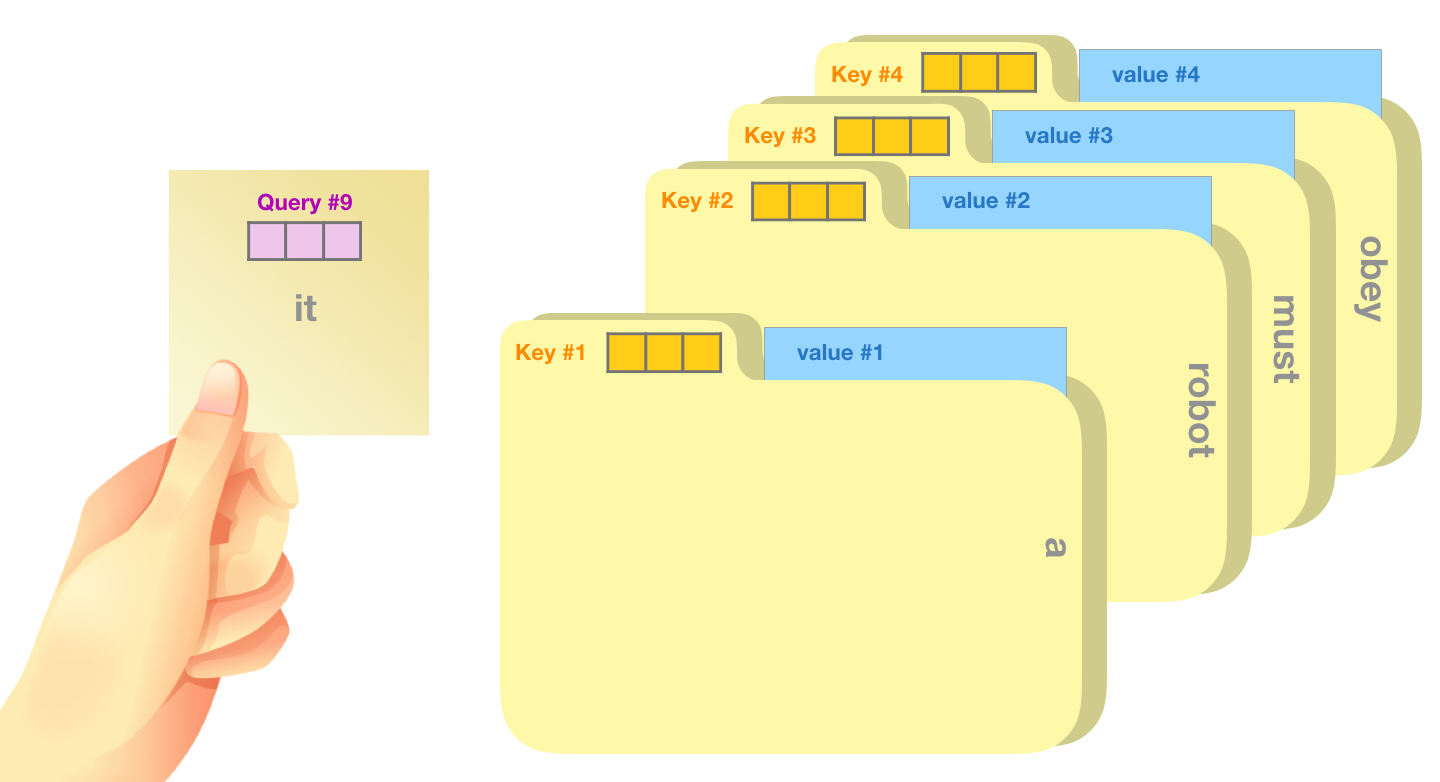 Query #9
it
Key #4
value #4
Key #3
value #3
Key #2
value #2
Key #1
value #1
obey
must
robot
a